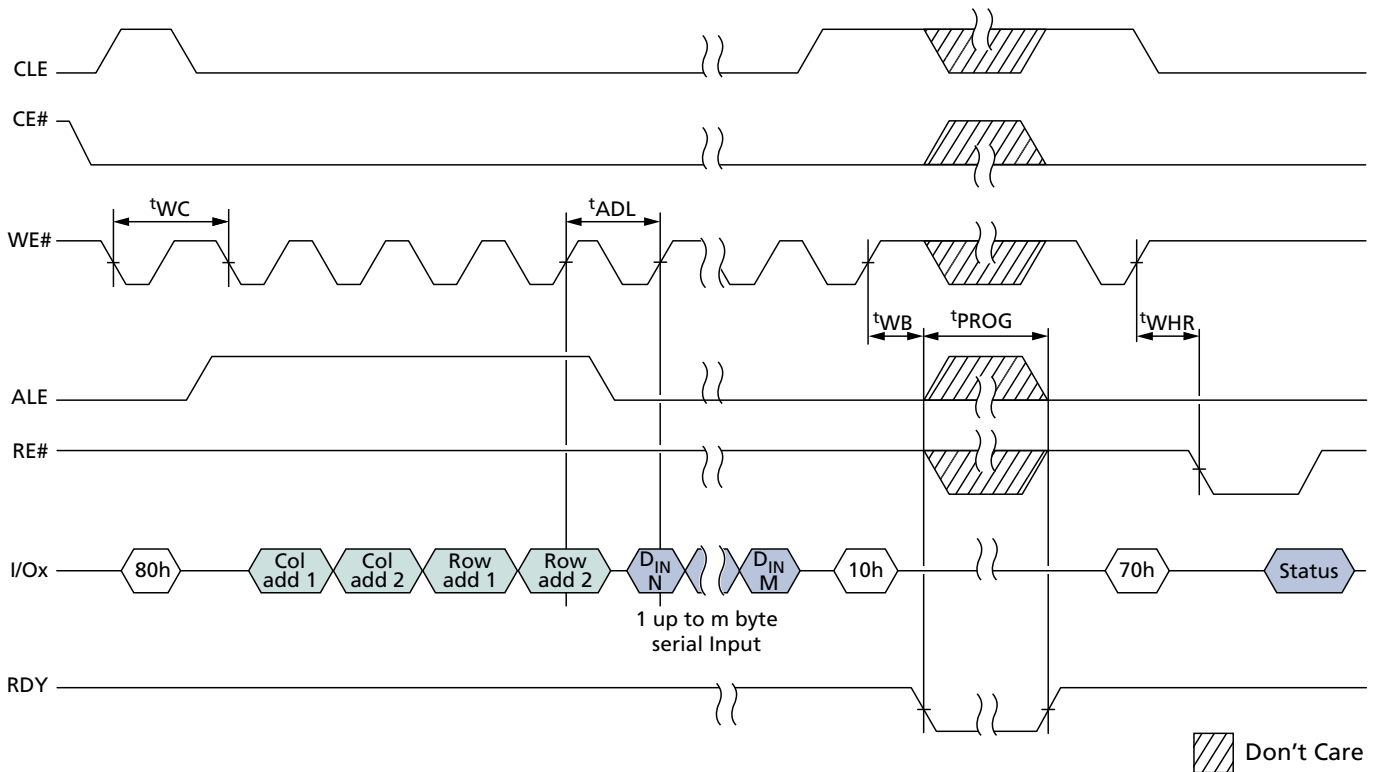 CLE
CE#
tWC
tADL
WE#
tWB
tPROG
tWHR
ALE
RE#
I/Ox
80h
Col
add 1
Col
add 2
Row
add 1
Row
add 2
DIN
N
DIN
M
10h
70h
Status
1 up to m byte
serial Input
RDY
Don't Care